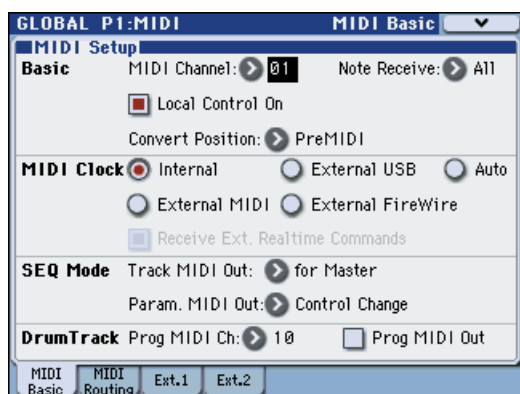 GLOBAL P1:MIDI MIDI Basic
MIDI Setup
Basic MIDI Channel: 01 Note Receive: All
Local Control On
Convert Position: PreMIDI
MIDI Clock Internal External USB Auto
External MIDI External FireWire
Receive Ext. Realtime Commands
SEQ Mode Track MIDI Out: for Master
Param. MIDI Out: Control Change
DrumTrack Prog MIDI Ch: 10 Prog MIDI Out
MIDI Basic MIDI Routing Ext.1 Ext.2